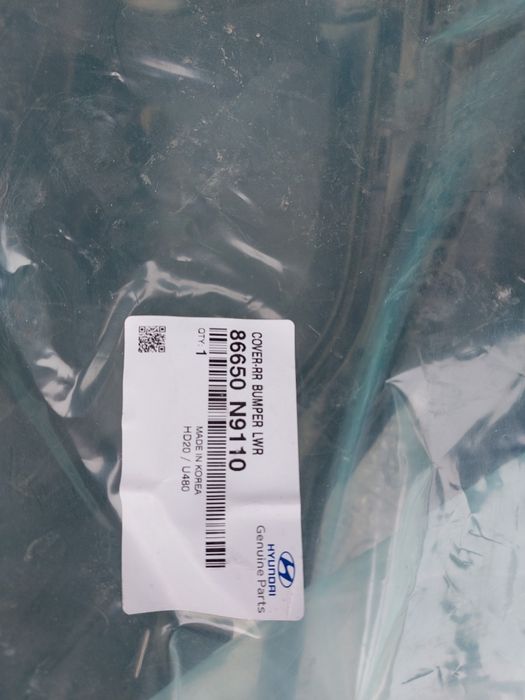 HYUNDAI
Genuine Parts
COVER-RR BUMPER LWR
86650 N9110
QTY: 1
MADE IN KOREA
HD20 / U480